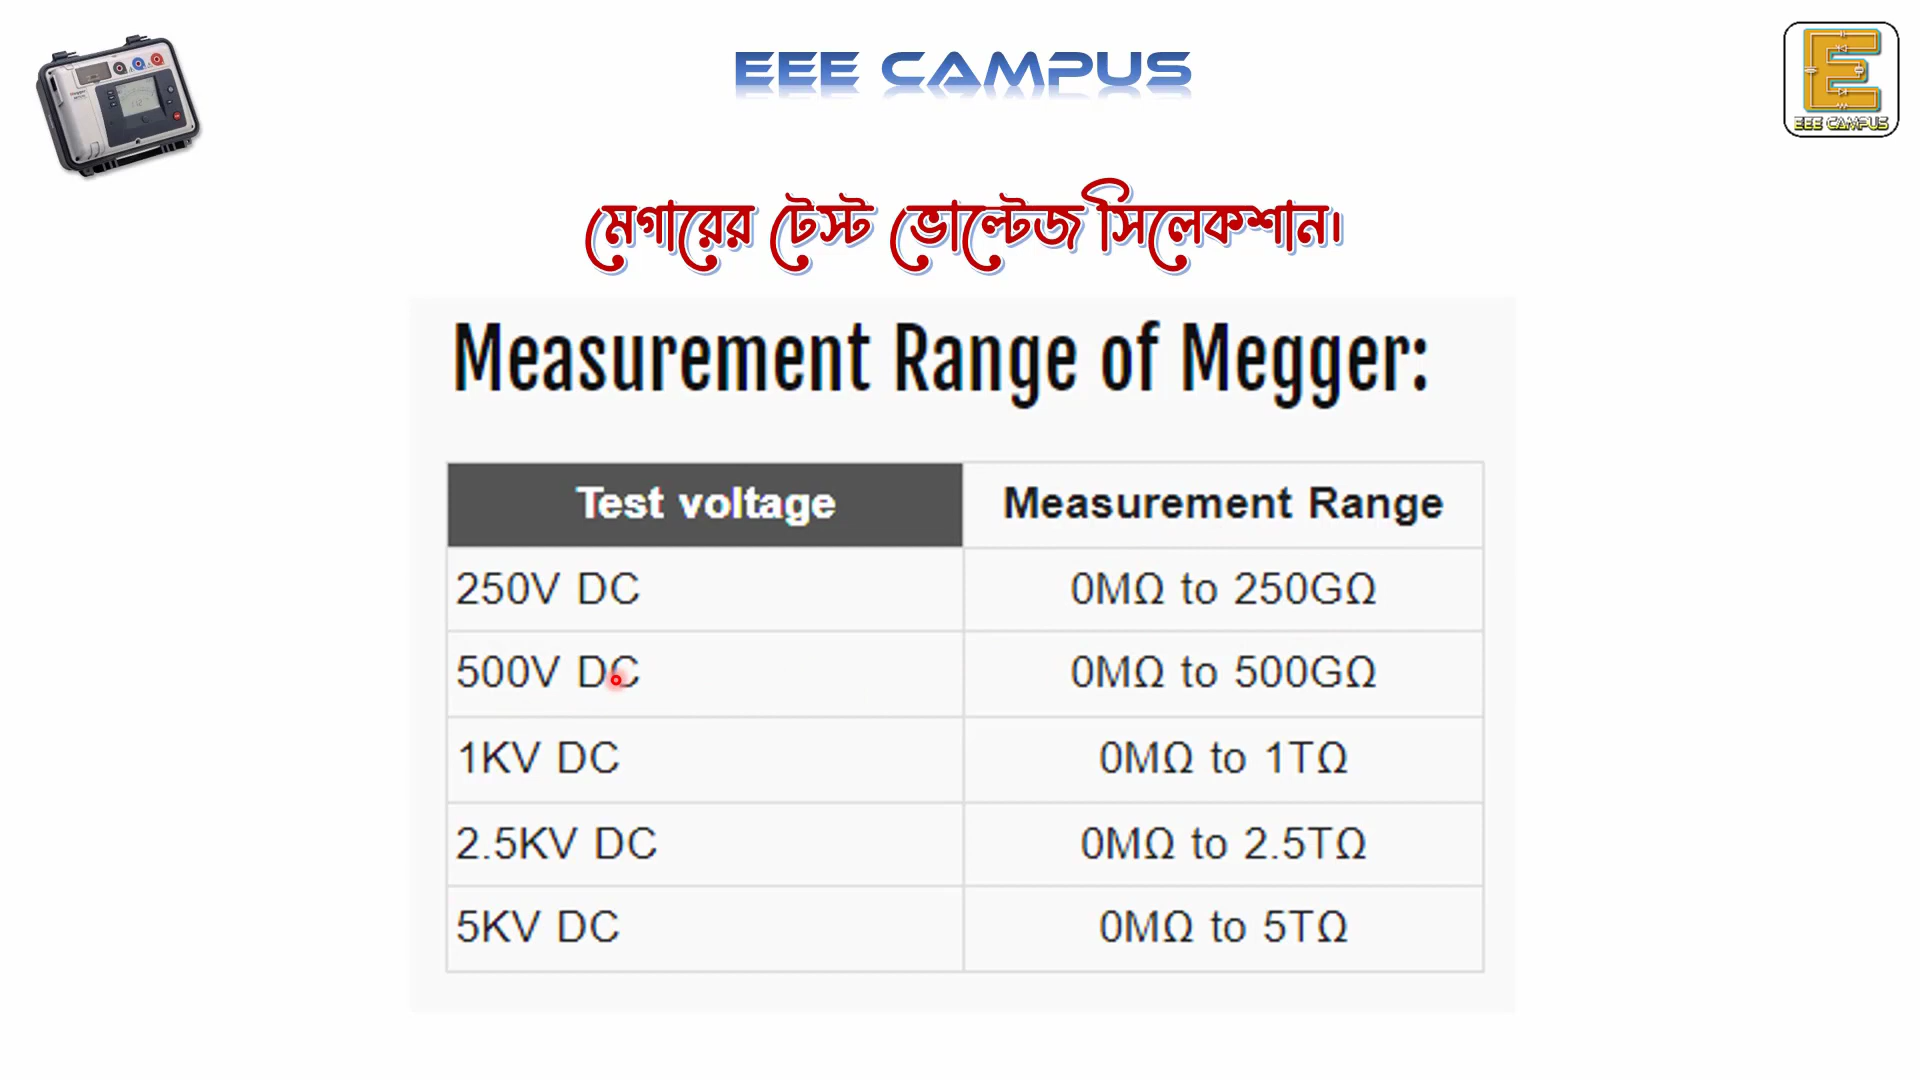 EEE CAMPUS
EEE CAMPUS
মেগারের টেস্ট ভোল্টেজ সিলেকশান।
Measurement Range of Megger:
Test voltage Measurement Range
250V DC 0MΩ to 250GΩ
500V DC 0MΩ to 500GΩ
1KV DC 0MΩ to 1TΩ
2.5KV DC 0MΩ to 2.5TΩ
5KV DC 0MΩ to 5TΩ